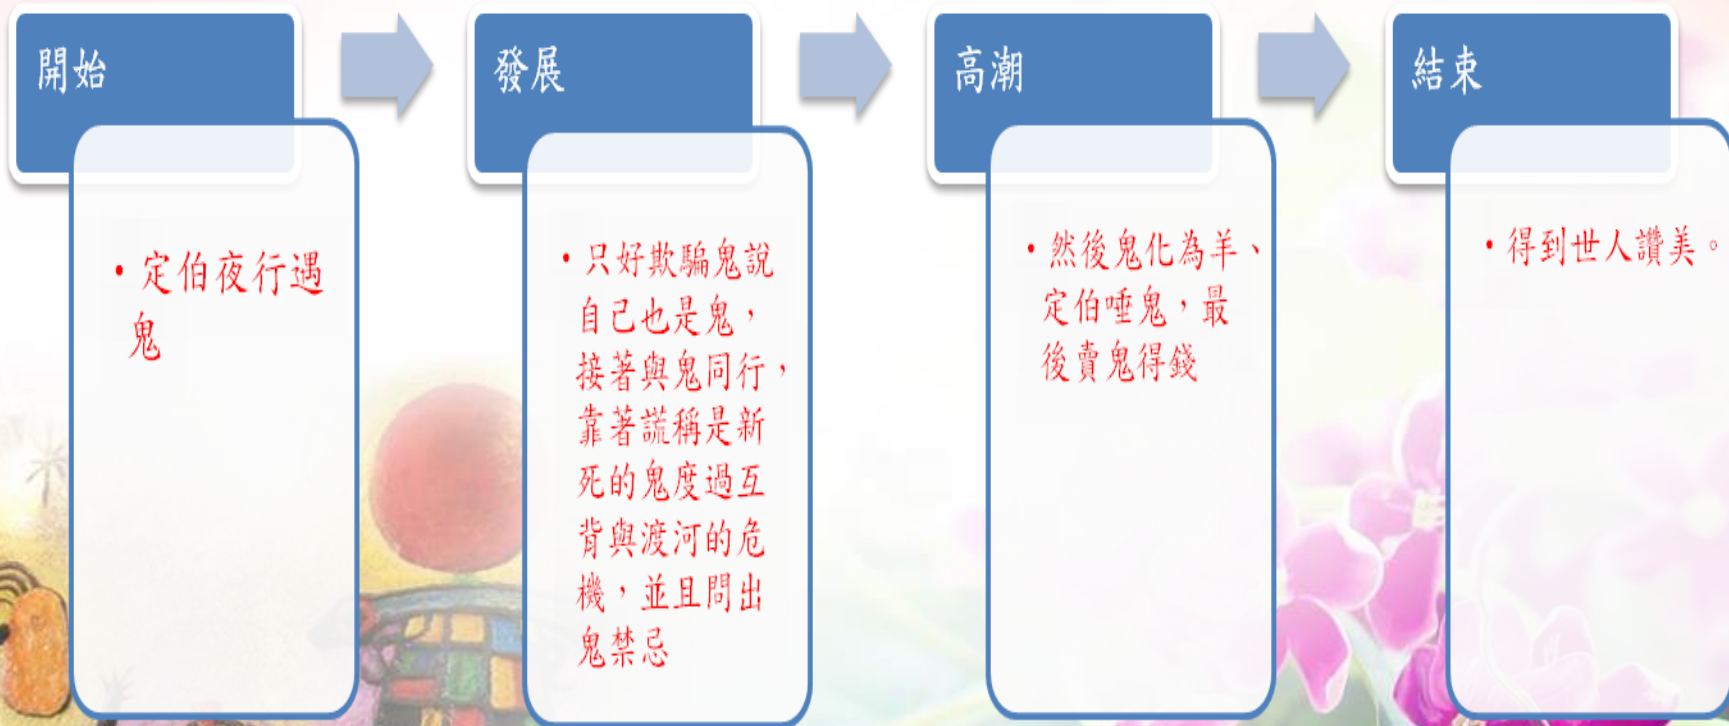 開始
• 定伯夜行遇
鬼
發展
• 只好欺騙鬼說
自己也是鬼，
接著與鬼同行，
靠著謊稱是新
死的鬼度過互
背與渡河的危
機，並且問出
鬼禁忌
高潮
• 然後鬼化為羊、
定伯唾鬼，最
後賣鬼得錢
結束
• 得到世人讚美。